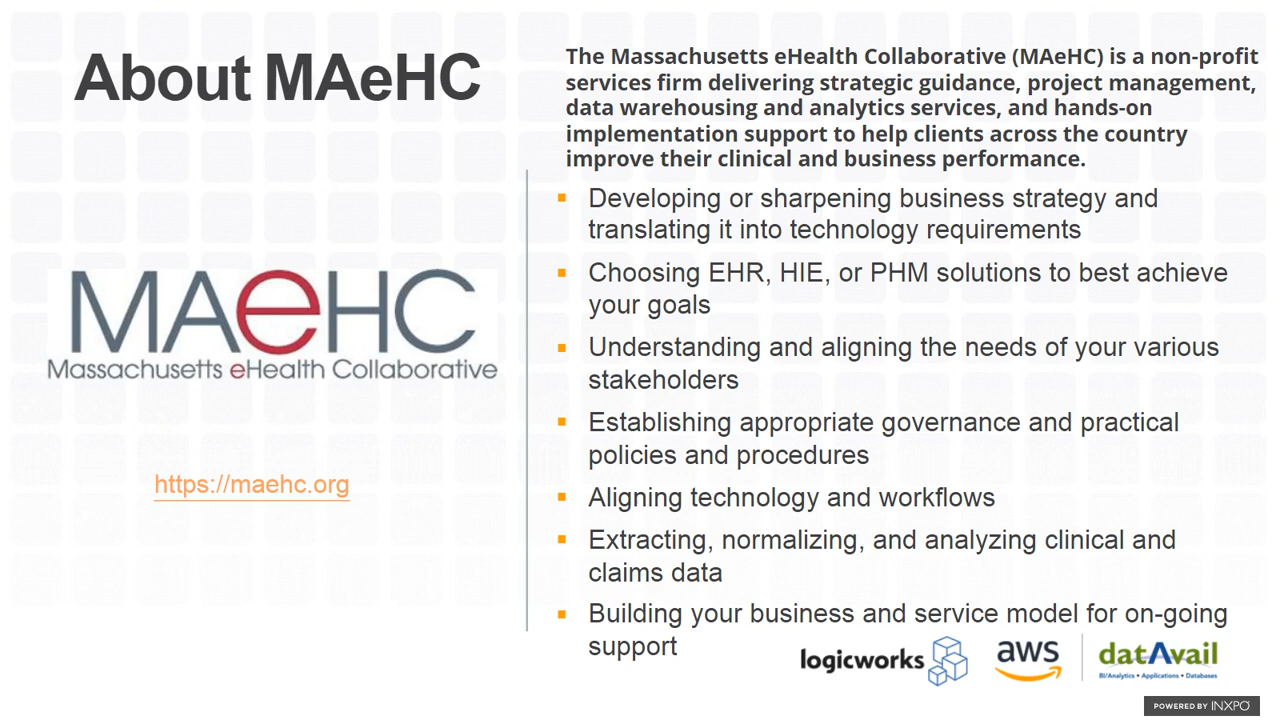 About MAeHC
MAeHC
Massachusetts eHealth Collaborative
https://maehc.org
The Massachusetts eHealth Collaborative (MAeHC) is a non-profit
services firm delivering strategic guidance, project management,
data warehousing and analytics services, and hands-on
implementation support to help clients across the country
improve their clinical and business performance.
Developing or sharpening business strategy and
translating it into technology requirements
Choosing EHR, HIE, or PHM solutions to best achieve
your goals
Understanding and aligning the needs of your various
stakeholders
Establishing appropriate governance and practical
policies and procedures
Aligning technology and workflows
Extracting, normalizing, and analyzing clinical and
claims data
Building your business and service model for on-going
support
logicworks
aws
datAvail
BI/Analytics • Applications • Databases
POWERED BY INXPO